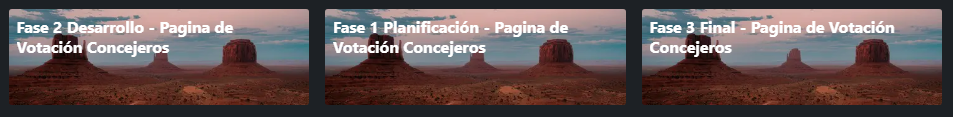 Fase 2 Desarrollo - Pagina de
Votación Concejeros
Fase 1 Planificación - Pagina de
Votación Concejeros
Fase 3 Final - Pagina de Votación
Concejeros